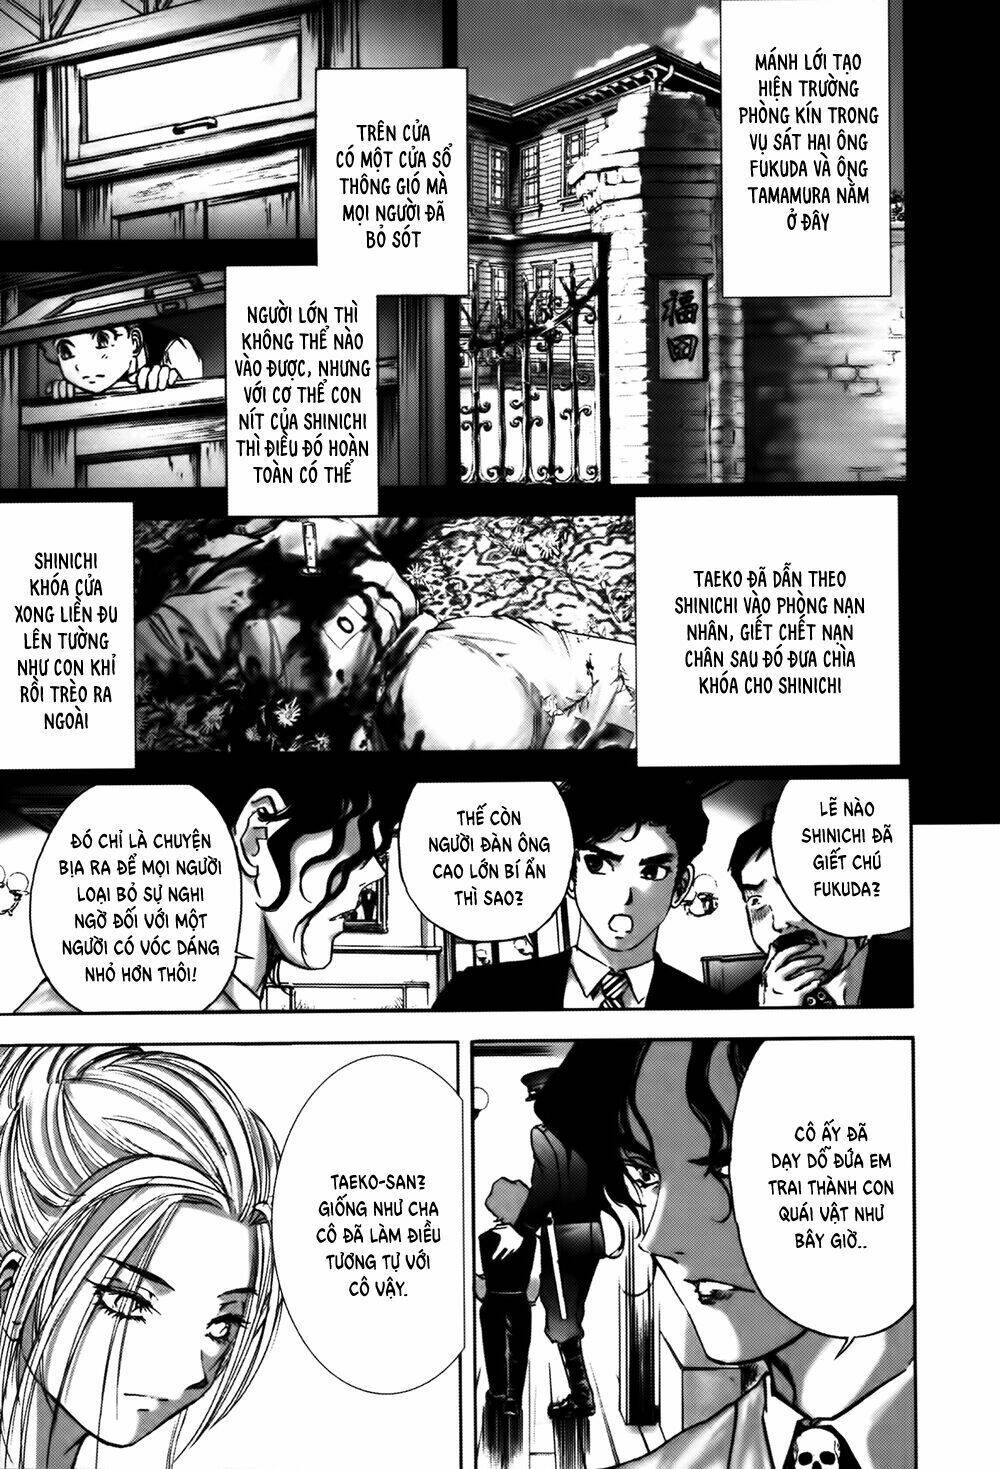 MÁNH LỚI TẠO
HIỆN TRƯỜNG
PHÒNG KÍN TRONG
VỤ SÁT HẠI ÔNG
FUKUDA VÀ ÔNG
TAMAMURA NẰM
Ở ĐÂY
福田
TRÊN CỬA
CÓ MỘT CỬA SỔ
THÔNG GIÓ MÀ
MỌI NGƯỜI ĐÃ
BỎ SÓT
NGƯỜI LỚN THÌ
KHÔNG THỂ NÀO
VÀO ĐƯỢC, NHƯNG
VỚI CƠ THỂ CON
NÍT CỦA SHINICHI
THÌ ĐIỀU ĐÓ HOÀN
TOÀN CÓ THỂ
TAEKO ĐÃ DẪN THEO
SHINICHI VÀO PHÒNG NẠN
NHÂN, GIẾT CHẾT NẠN
CHÂN SAU ĐÓ ĐƯA CHÌA
KHÓA CHO SHINICHI
SHINICHI
KHÓA CỬA
XONG LIỀN ĐU
LÊN TƯỜNG
NHƯ CON KHỈ
RỒI TRÈO RA
NGOÀI
LẼ NÀO
SHINICHI ĐÃ
GIẾT CHÚ
FUKUDA?
THẾ CÒN
NGƯỜI ĐÀN ÔNG
CAO LỚN BÍ ẨN
THÌ SAO?
ĐÓ CHỈ LÀ CHUYỆN
BỊA RA ĐỂ MỌI NGƯỜI
LOẠI BỎ SỰ NGHI
NGỜ ĐỐI VỚI MỘT
NGƯỜI CÓ VÓC DÁNG
NHỎ HƠN THÔI!
CÔ ẤY ĐÃ
DẠY DỖ ĐỨA EM
TRAI THÀNH CON
QUÁI VẬT NHƯ
BÂY GIỜ..
TAEKO-SAN?
GIỐNG NHƯ CHA
CÔ ĐÃ LÀM ĐIỀU
TƯƠNG TỰ VỚI
CÔ VẬY.